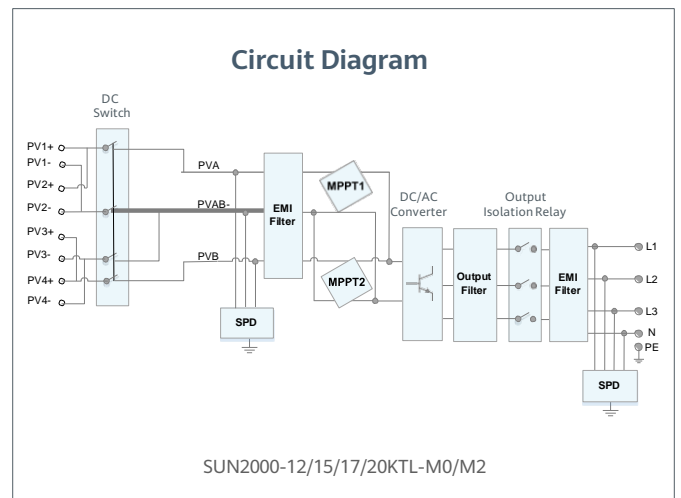 Circuit Diagram
DC
Switch
PV1+
PV1-
PV2+
PV2-
PV3+
PV3-
PV4+
PV4-
PVA
PVAB-
PVB
EMI
Filter
SPD
MPPT1
MPPT2
DC/AC
Converter
Output
Filter
Output
Isolation Relay
EMI
Filter
L1
L2
L3
N
PE
SPD
SUN2000-12/15/17/20KTL-M0/M2